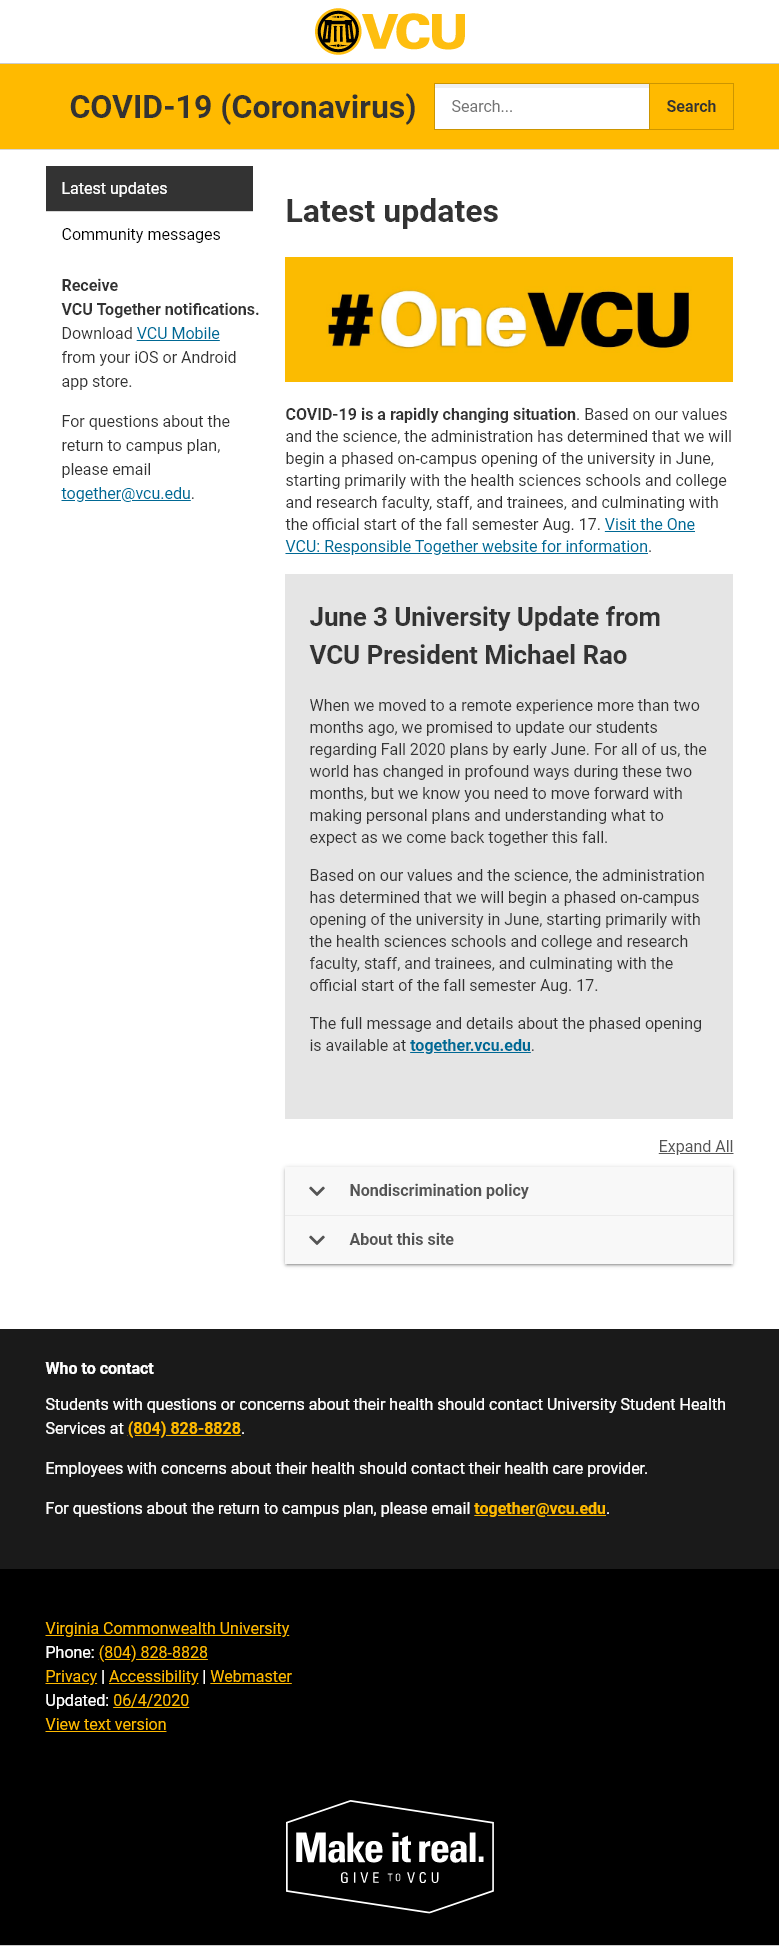 VCU
COVID-19 (Coronavirus)
Search...
Search
Latest updates
Community messages
Receive
VCU Together notifications.
Download VCU Mobile
from your iOS or Android
app store.
For questions about the
return to campus plan,
please email
together@vcu.edu.
Latest updates
#OneVCU
COVID-19 is a rapidly changing situation. Based on our values
and the science, the administration has determined that we will
begin a phased on-campus opening of the university in June,
starting primarily with the health sciences schools and college
and research faculty, staff, and trainees, and culminating with
the official start of the fall semester Aug. 17. Visit the One
VCU: Responsible Together website for information.
June 3 University Update from
VCU President Michael Rao
When we moved to a remote experience more than two
months ago, we promised to update our students
regarding Fall 2020 plans by early June. For all of us, the
world has changed in profound ways during these two
months, but we know you need to move forward with
making personal plans and understanding what to
expect as we come back together this fall.
Based on our values and the science, the administration
has determined that we will begin a phased on-campus
opening of the university in June, starting primarily with
the health sciences schools and college and research
faculty, staff, and trainees, and culminating with the
official start of the fall semester Aug. 17.
The full message and details about the phased opening
is available at together.vcu.edu.
Expand All
Nondiscrimination policy
About this site
Who to contact
Students with questions or concerns about their health should contact University Student Health
Services at (804) 828-8828.
Employees with concerns about their health should contact their health care provider.
For questions about the return to campus plan, please email together@vcu.edu.
Virginia Commonwealth University
Phone: (804) 828-8828
Privacy | Accessibility | Webmaster
Updated: 06/4/2020
View text version
Make it real.
GIVE TO VCU